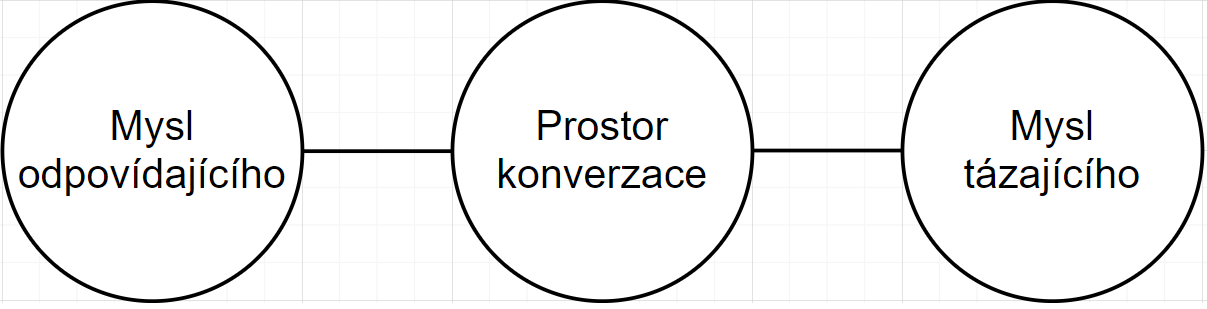 Mysl
odpovídajícího
Prostor
konverzace
Mysl
tázajícího